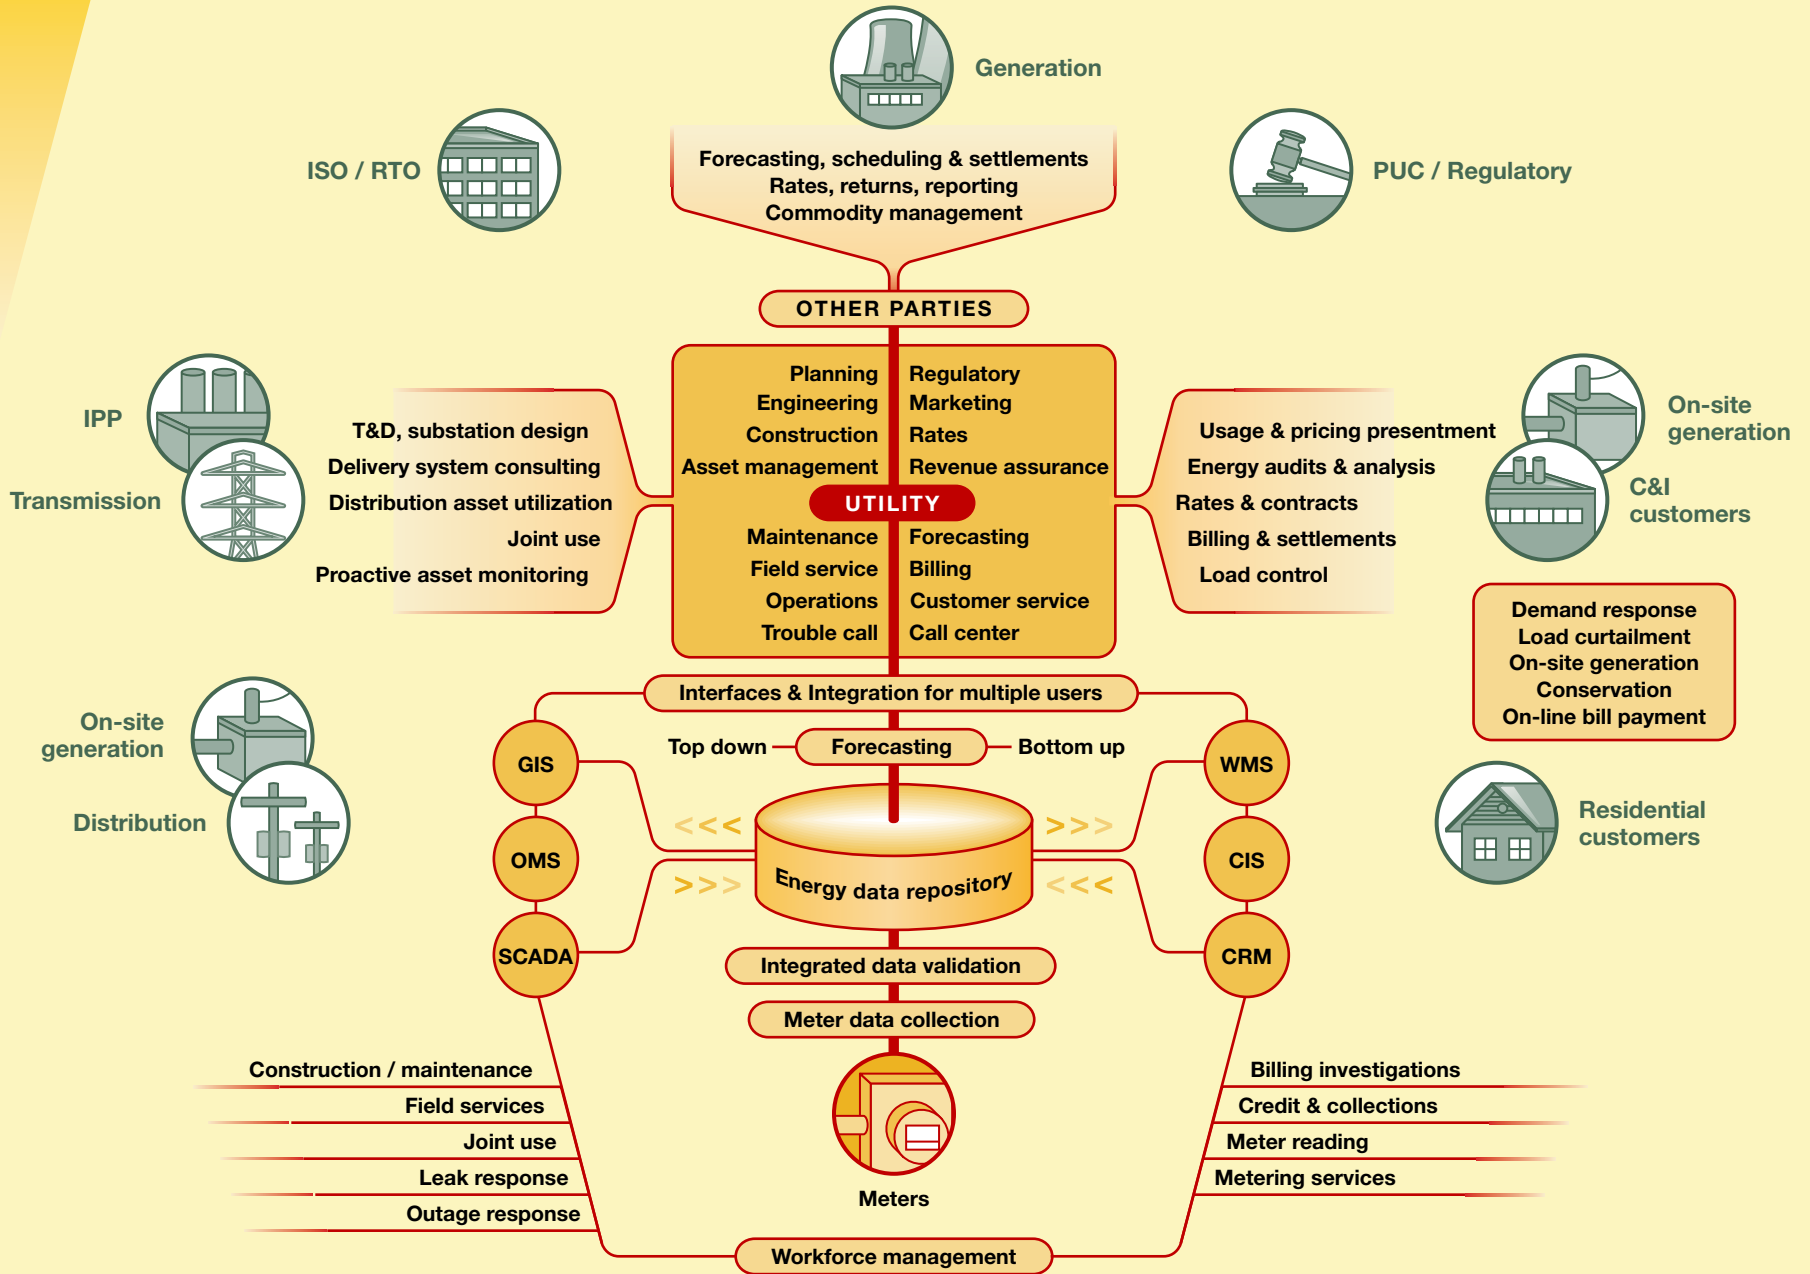 Generation
ISO / RTO
PUC / Regulatory
Forecasting, scheduling & settlements
Rates, returns, reporting
Commodity management
OTHER PARTIES
IPP
Transmission
T&D, substation design
Delivery system consulting
Distribution asset utilization
Joint use
Proactive asset monitoring
Planning
Engineering
Construction
Asset management
Regulatory
Marketing
Rates
Revenue assurance
UTILITY
Maintenance
Field service
Operations
Trouble call
Forecasting
Billing
Customer service
Call center
Usage & pricing presentment
Energy audits & analysis
Rates & contracts
Billing & settlements
Load control
On-site
generation
C&I
customers
Demand response
Load curtailment
On-site generation
Conservation
On-line bill payment
On-site
generation
Distribution
Interfaces & Integration for multiple users
Top down
Forecasting
Bottom up
GIS
OMS
SCADA
WMS
CIS
CRM
<<<
>>>
>>>
<<<
Energy data repository
Residential
customers
Integrated data validation
Meter data collection
Meters
Construction / maintenance
Field services
Joint use
Leak response
Outage response
Billing investigations
Credit & collections
Meter reading
Metering services
Workforce management